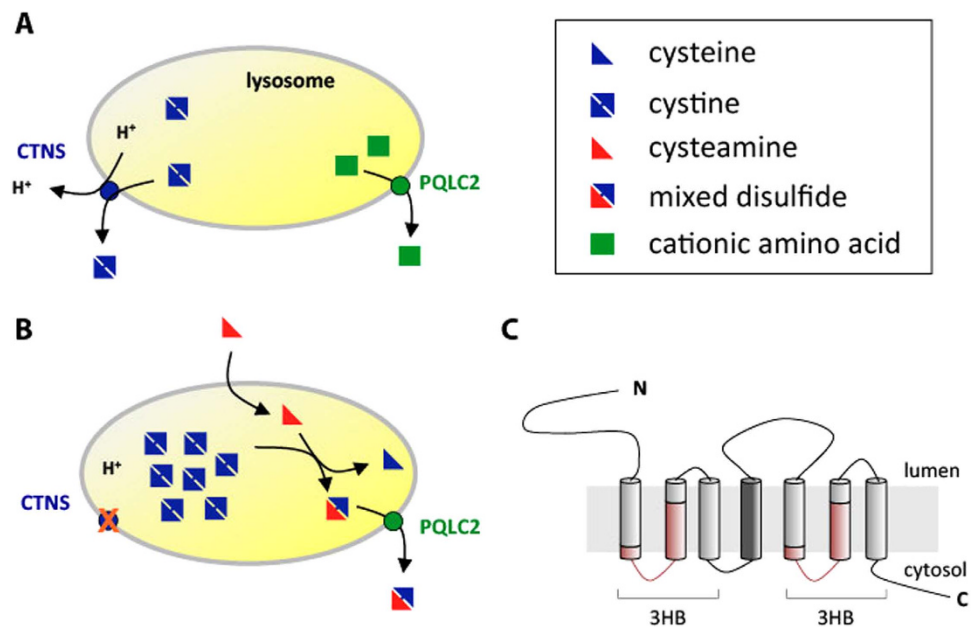 A
lysosome
H+
CTNS
H+
PQLC2
cysteine
cystine
cysteamine
mixed disulfide
cationic amino acid
B
H+
CTNS
PQLC2
C
N
lumen
cytosol
C
3HB
3HB